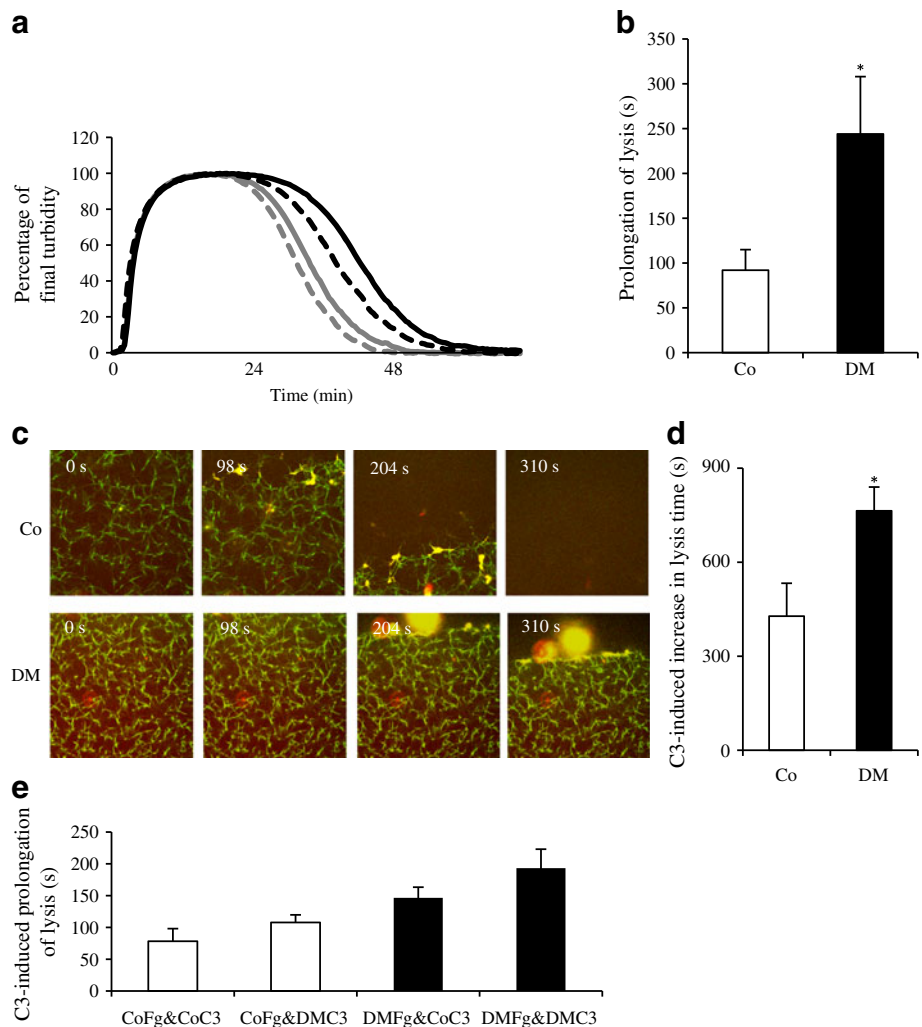 a
120
100
80
60
40
20
0
Percentage of
final turbidity
0
24
48
Time (min)
b
350
300
250
200
150
100
50
0
Prolongation of lysis (s)
*
Co
DM
c
Co
0 s
98 s
204 s
310 s
DM
0 s
98 s
204 s
310 s
d
900
600
300
0
C3-induced increase in lysis time (s)
*
Co
DM
e
250
200
150
100
50
0
C3-induced prolongation
of lysis (s)
CoFg&CoC3
CoFg&DMC3
DMFg&CoC3
DMFg&DMC3